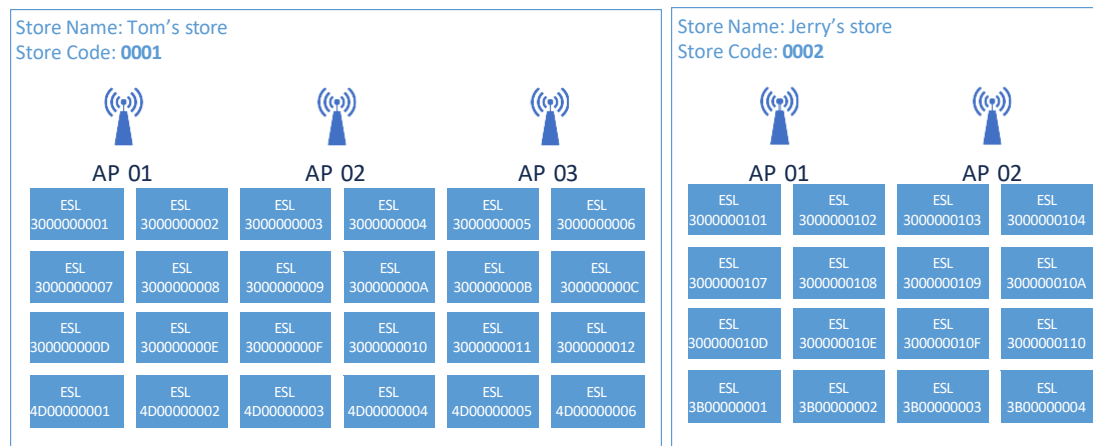 Store Name: Tom's store
Store Code: 0001
AP 01
AP 02
AP 03
ESL
3000000001
ESL
3000000002
ESL
3000000003
ESL
3000000004
ESL
3000000005
ESL
3000000006
ESL
3000000007
ESL
3000000008
ESL
3000000009
ESL
300000000A
ESL
300000000B
ESL
300000000C
ESL
300000000D
ESL
300000000E
ESL
300000000F
ESL
3000000010
ESL
3000000011
ESL
3000000012
ESL
4D00000001
ESL
4D00000002
ESL
4D00000003
ESL
4D00000004
ESL
4D00000005
ESL
4D00000006
Store Name: Jerry's store
Store Code: 0002
AP 01
AP 02
ESL
3000000101
ESL
3000000102
ESL
3000000103
ESL
3000000104
ESL
3000000107
ESL
3000000108
ESL
3000000109
ESL
300000010A
ESL
300000010D
ESL
300000010E
ESL
300000010F
ESL
3000000110
ESL
3B00000001
ESL
3B00000002
ESL
3B00000003
ESL
3B00000004